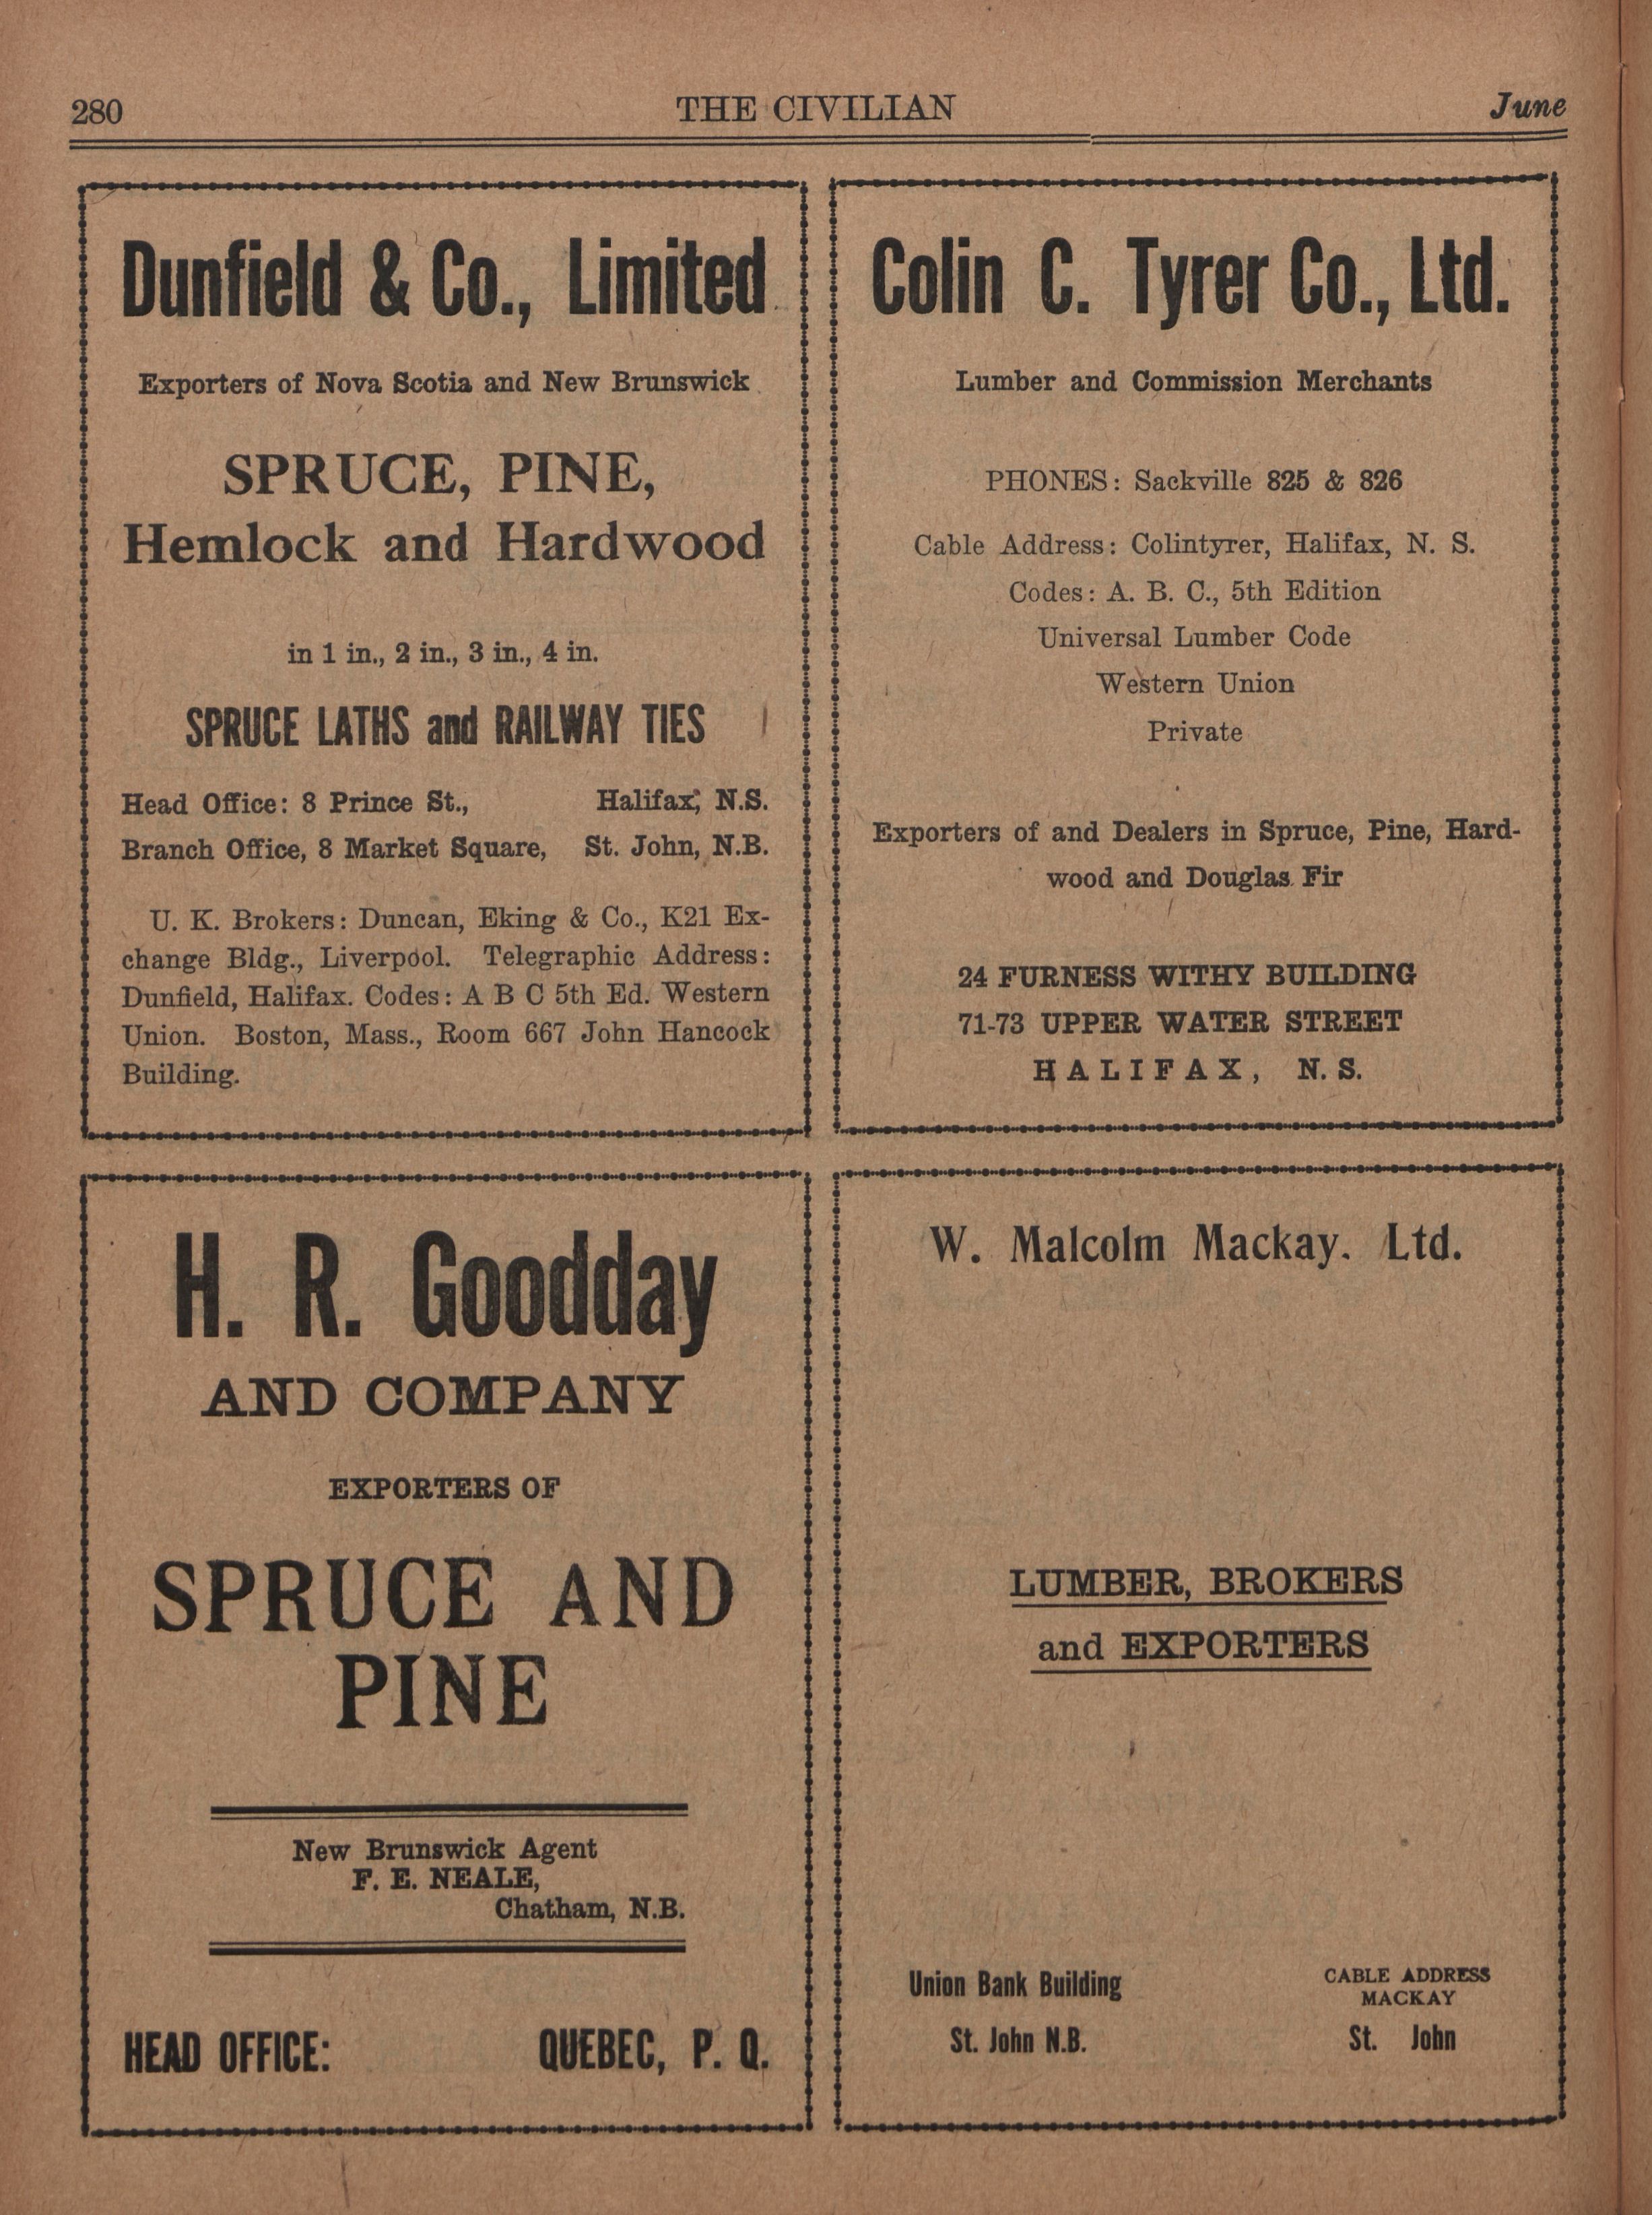 280
THE CIVILIAN
June
Dunfield & Co., Limited
Exporters of Nova Scotia and New Brunswick
SPRUCE, PINE,
Hemlock and Hardwood
in 1 in., 2 in., 3 in., 4 in.
SPRUCE LATHS and RAILWAY TIES
Head Office: 8 Prince St., Halifax, N.S.
Branch Office, 8 Market Square, St. John, N.B.
U. K. Brokers: Duncan, Eking & Co., K21 Ex-
change Bldg., Liverpool. Telegraphic Address:
Dunfield, Halifax. Codes: A B C 5th Ed. Western
Union. Boston, Mass., Room 667 John Hancock
Building.
Colin C. Tyrer Co., Ltd.
Lumber and Commission Merchants
PHONES: Sackville 825 & 826
Cable Address: Colintyrer, Halifax, N. S.
Codes: A. B. C., 5th Edition
Universal Lumber Code
Western Union
Private
Exporters of and Dealers in Spruce, Pine, Hard-
wood and Douglas Fir
24 FURNESS WITHY BUILDING
71-73 UPPER WATER STREET
HALIFAX, N. S.
H. R. Goodday
AND COMPANY
EXPORTERS OF
SPRUCE AND
PINE
New Brunswick Agent
F. E. NEALE,
Chatham, N.B.
HEAD OFFICE: QUEBEC, P. Q.
W. Malcolm Mackay. Ltd.
LUMBER, BROKERS
and EXPORTERS
Union Bank Building
St. John N.B.
CABLE ADDRESS
MACKAY
St. John